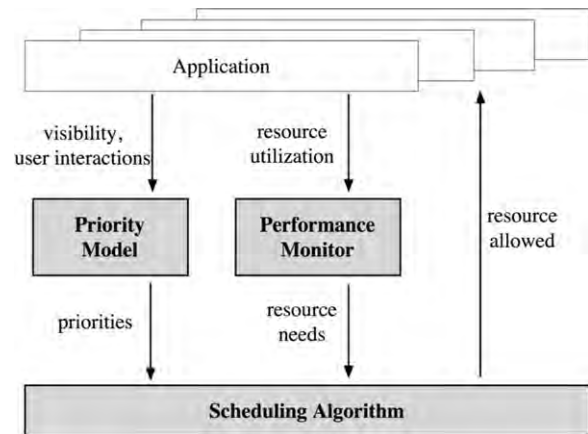 Application
visibility,
user interactions
resource
utilization
Priority
Model
Performance
Monitor
resource
allowed
priorities
resource
needs
Scheduling Algorithm